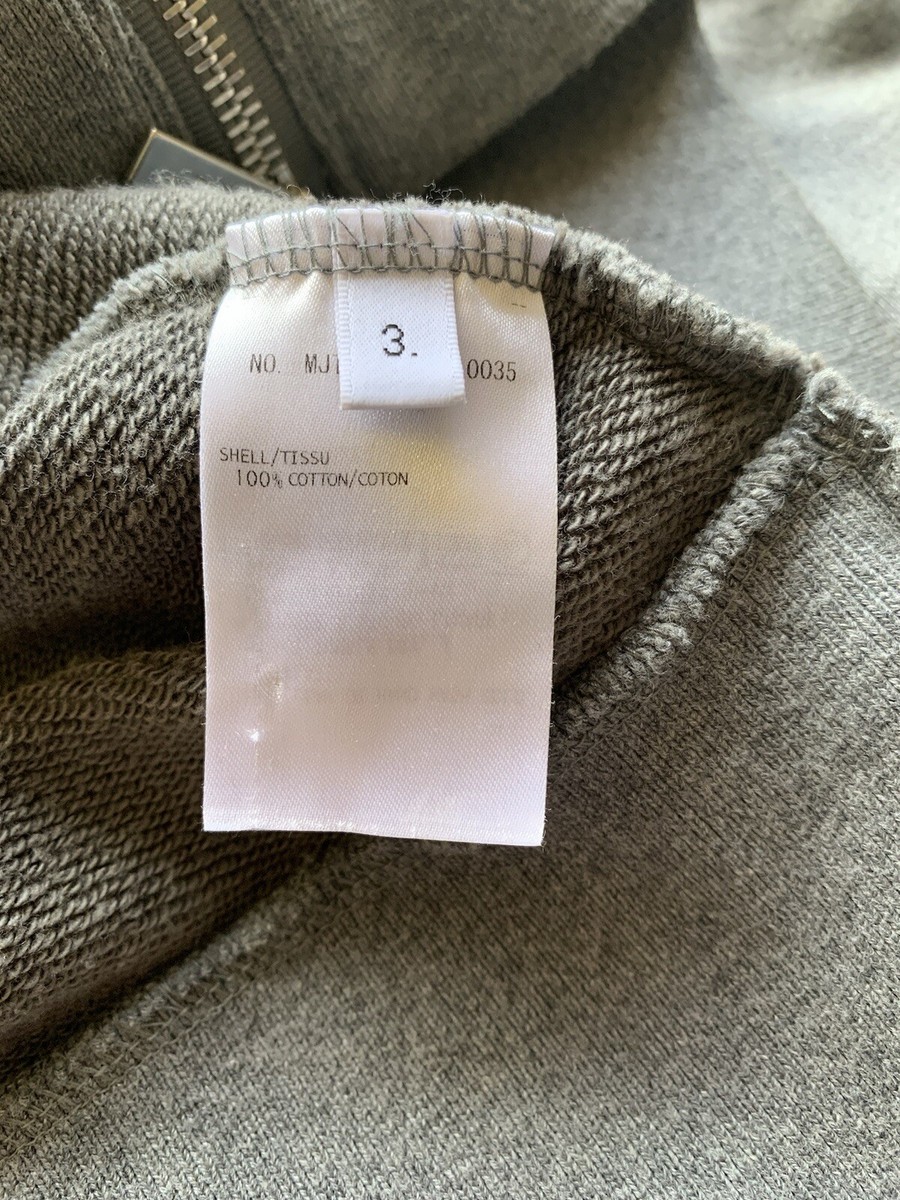 3.
NO. MJ 0035
SHELL/TISSU
100% COTTON/COTON